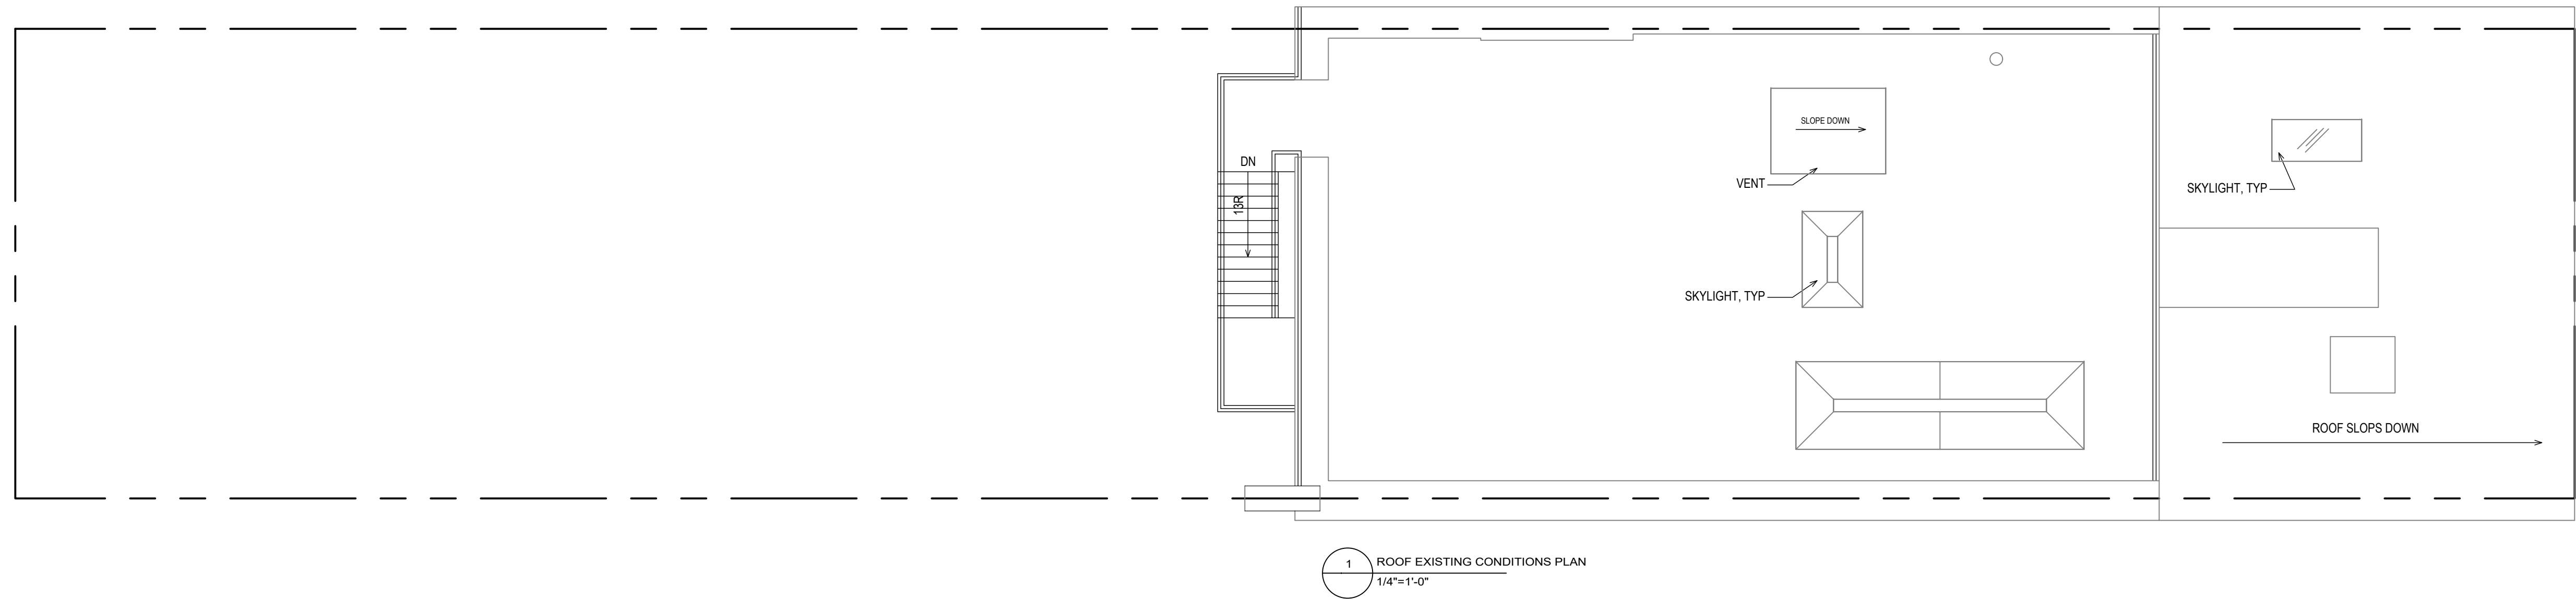 SLOPE DOWN
DN
VENT
SKYLIGHT, TYP
13R
SKYLIGHT, TYP
ROOF SLOPS DOWN
1
ROOF EXISTING CONDITIONS PLAN
1/4"=1'-0"